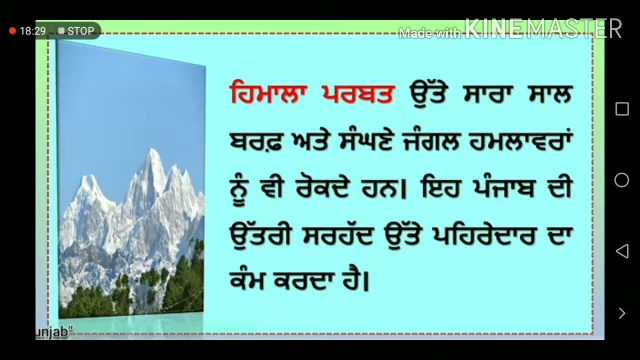 18:29 STOP
Made with KINEMASTER
ਹਿਮਾਲਾ ਪਰਬਤ ਉੱਤੇ ਸਾਰਾ ਸਾਲ
ਬਰਫ਼ ਅਤੇ ਸੰਘਣੇ ਜੰਗਲ ਹਮਲਾਵਰਾਂ
ਨੂੰ ਵੀ ਰੋਕਦੇ ਹਨ। ਇਹ ਪੰਜਾਬ ਦੀ
ਉੱਤਰੀ ਸਰਹੱਦ ਉੱਤੇ ਪਹਿਰੇਦਾਰ ਦਾ
ਕੰਮ ਕਰਦਾ ਹੈ।
unjab"